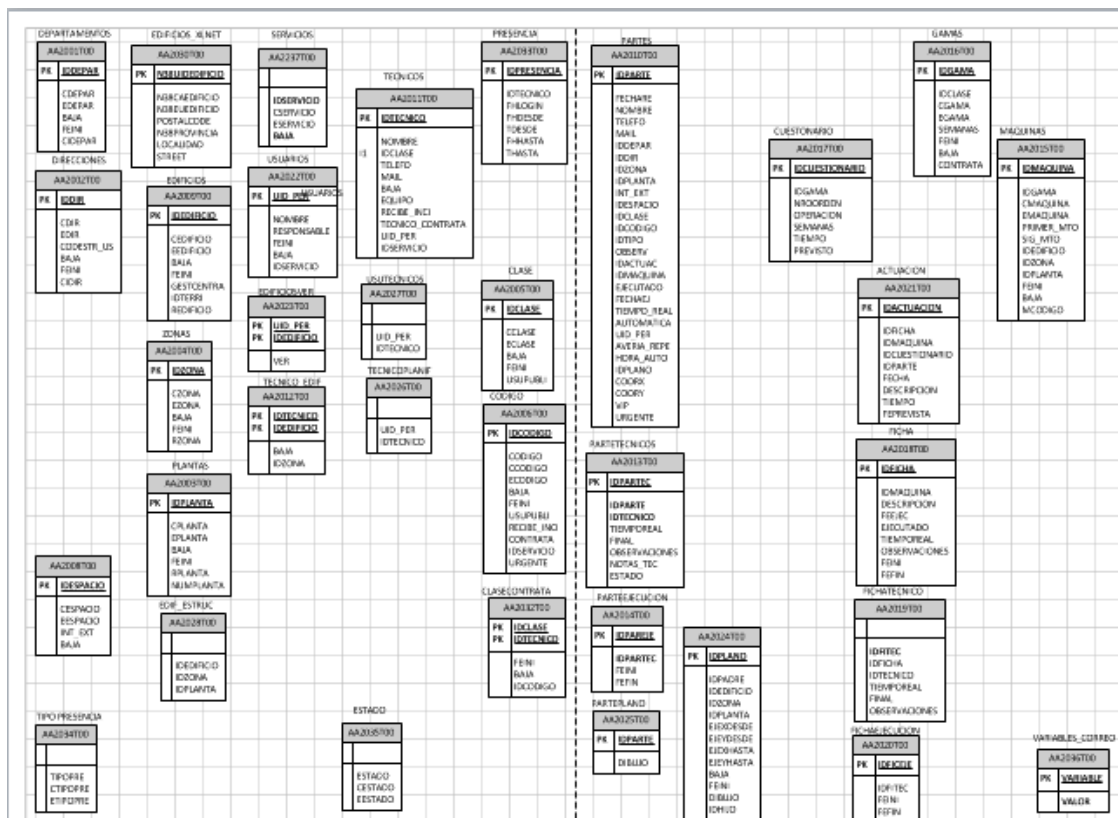 DEPARTAMENTOS
AA2001T00
PK IDDEPAR
CDEPAR
EDEPAR
BAJA
FEINI
CIDEPAR
EDIFICIOS_XLNET
AA2030T00
PK N38UIDEDIFICIO
N38CAEDIFICIO
N38EUEDIFICIO
POSTALCODE
N38PROVINCIA
LOCALIDAD
STREET
SERVICIOS
AA2237T00
IDSERVICIO
CSERVICIO
ESERVICIO
BAJA
TECNICOS
AA2011T00
PK IDTECNICO
NOMBRE
I1 IDCLASE
TELEFO
MAIL
BAJA
EQUIPO
RECIBE_INCI
TECNICO_CONTRATA
UID_PER
IDSERVICIO
PRESENCIA
AA2033T00
PK IDPRESENCIA
IDTECNICO
FHLOGIN
FHDESDE
TDESDE
FHHASTA
THASTA
DIRECCIONES
AA2002T00
PK IDDIR
CDIR
EDIR
CODESTR_US
BAJA
FEINI
CIDIR
EDIFICIOS
AA2009T00
PK IDEDIFICIO
CEDIFICIO
EEDIFICIO
BAJA
FEINI
GESTCENTRA
IDTERRI
REDIFICIO
USUARIOS
AA2022T00
PK UID_PER
USUARIOS
NOMBRE
RESPONSABLE
FEINI
BAJA
IDSERVICIO
EDIFICIOSVER
AA2023T00
PK UID_PER
PK IDEDIFICIO
VER
USUTECNICOS
AA2027T00
UID_PER
IDTECNICO
CLASE
AA2005T00
PK IDCLASE
CCLASE
ECLASE
BAJA
FEINI
USUPUBLI
ZONAS
AA2004T00
PK IDZONA
CZONA
EZONA
BAJA
FEINI
RZONA
TECNICO_EDIF
AA2012T00
PK IDTECNICO
PK IDEDIFICIO
BAJA
IDZONA
TECNICOPLANIF
AA2026T00
UID_PER
IDTECNICO
CODIGO
AA2006T00
PK IDCODIGO
CODIGO
CCODIGO
ECODIGO
BAJA
FEINI
USUPUBLI
RECIBE_INCI
CONTRATA
IDSERVICIO
URGENTE
PLANTAS
AA2003T00
PK IDPLANTA
CPLANTA
EPLANTA
BAJA
FEINI
RPLANTA
NUMPLANTA
AA2008T00
PK IDESPACIO
CESPACIO
EESPACIO
INT_EXT
BAJA
EDIF_ESTRUC
AA2028T00
IDEDIFICIO
IDZONA
IDPLANTA
CLASECONTRATA
AA2032T00
PK IDCLASE
PK IDTECNICO
FEINI
BAJA
IDCODIGO
TIPO PRESENCIA
AA2034T00
TIPOPRE
CTIPOPRE
ETIPOPRE
ESTADO
AA2035T00
ESTADO
CESTADO
EESTADO
PARTES
AA2010T00
PK IDPARTE
FECHARE
NOMBRE
TELEFO
MAIL
IDDEPAR
IDDIR
IDZONA
IDPLANTA
INT_EXT
IDESPACIO
IDCLASE
IDCODIGO
IDTIPO
OBSERV
IDACTUAC
IDMAQUINA
EJECUTADO
FECHAEJ
TIEMPO_REAL
AUTOMATICA
UID_PER
AVERIA_REPE
HORA_AUTO
IDPLANO
COORX
COORY
VIP
URGENTE
GAMAS
AA2016T00
PK IDGAMA
IDCLASE
CGAMA
EGAMA
SEMANAS
FEINI
BAJA
CONTRATA
CUESTONARIO
AA2017T00
PK IDCUESTIONARIO
IDGAMA
NROORDEN
OPERACION
SEMANAS
TIEMPO
PREVISTO
MAQUINAS
AA2015T00
PK IDMAQUINA
IDGAMA
CMAQUINA
EMAQUINA
PRIMER_MTO
SIG_MTO
IDEDIFICIO
IDZONA
IDPLANTA
FEINI
BAJA
MCODIGO
ACTUACION
AA2021T00
PK IDACTUACION
IDFICHA
IDMAQUINA
IDCUESTIONARIO
IDPARTE
FECHA
DESCRIPCION
TIEMPO
FEPREVISTA
PARTETECNICOS
AA2013T00
PK IDPARTEC
IDPARTE
IDTECNICO
TIEMPOREAL
FINAL
OBSERVACIONES
NOTAS_TEC
ESTADO
FICHA
AA2018T00
PK IDFICHA
IDMAQUINA
DESCRIPCION
FEEJEC
EJECUTADO
TIEMPOREAL
OBSERVACIONES
FEINI
FEFIN
PARTEEJECUCION
AA2014T00
PK IDPAREJE
IDPARTEC
FEINI
FEFIN
AA2024T00
PK IDPLANO
IDPADRE
IDEDIFICIO
IDZONA
IDPLANTA
EJEXDESDE
EJEYDESDE
EJEXHASTA
EJEYHASTA
BAJA
FEINI
DIBUJO
IDHIJO
FICHATECNICO
AA2019T00
IDFITEC
IDFICHA
IDTECNICO
TIEMPOREAL
FINAL
OBSERVACIONES
PARTEPLANO
AA2025T00
PK IDPARTE
DIBUJO
FICHAEJECUCION
AA2020T00
PK IDFICEJE
IDFITEC
FEINI
FEFIN
VARIABLES_CORREO
AA2036T00
PK VARIABLE
VALOR